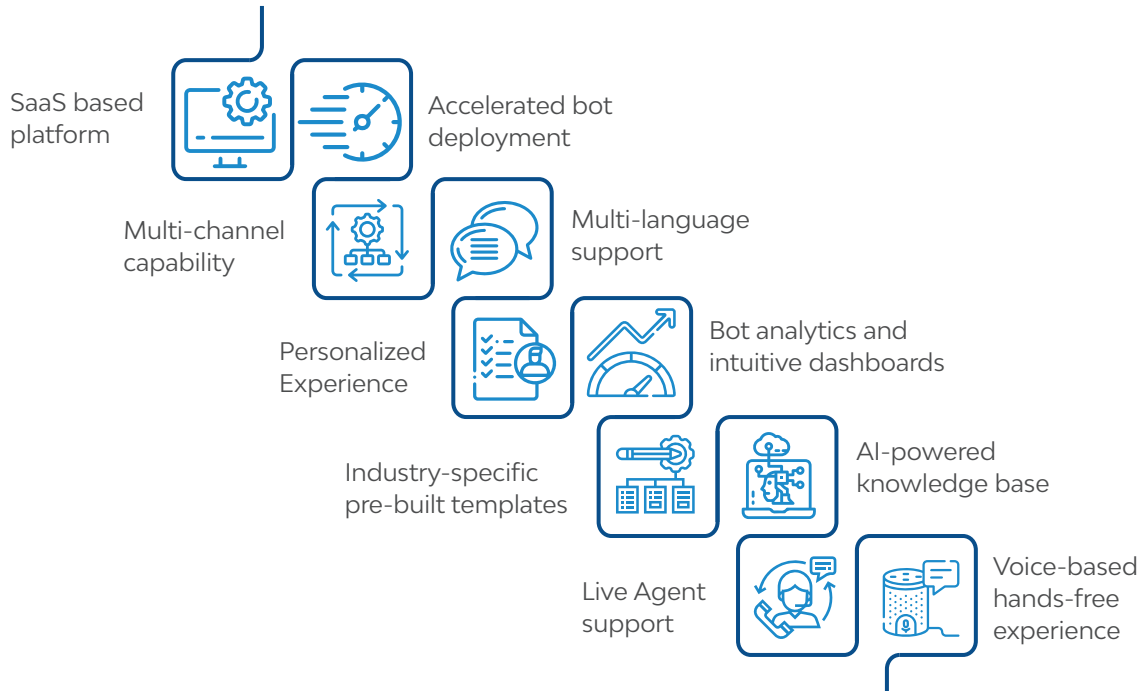 SaaS based
platform
Accelerated bot
deployment
Multi-channel
capability
Multi-language
support
Personalized
Experience
Bot analytics and
intuitive dashboards
Industry-specific
pre-built templates
AI-powered
knowledge base
Live Agent
support
Voice-based
hands-free
experience